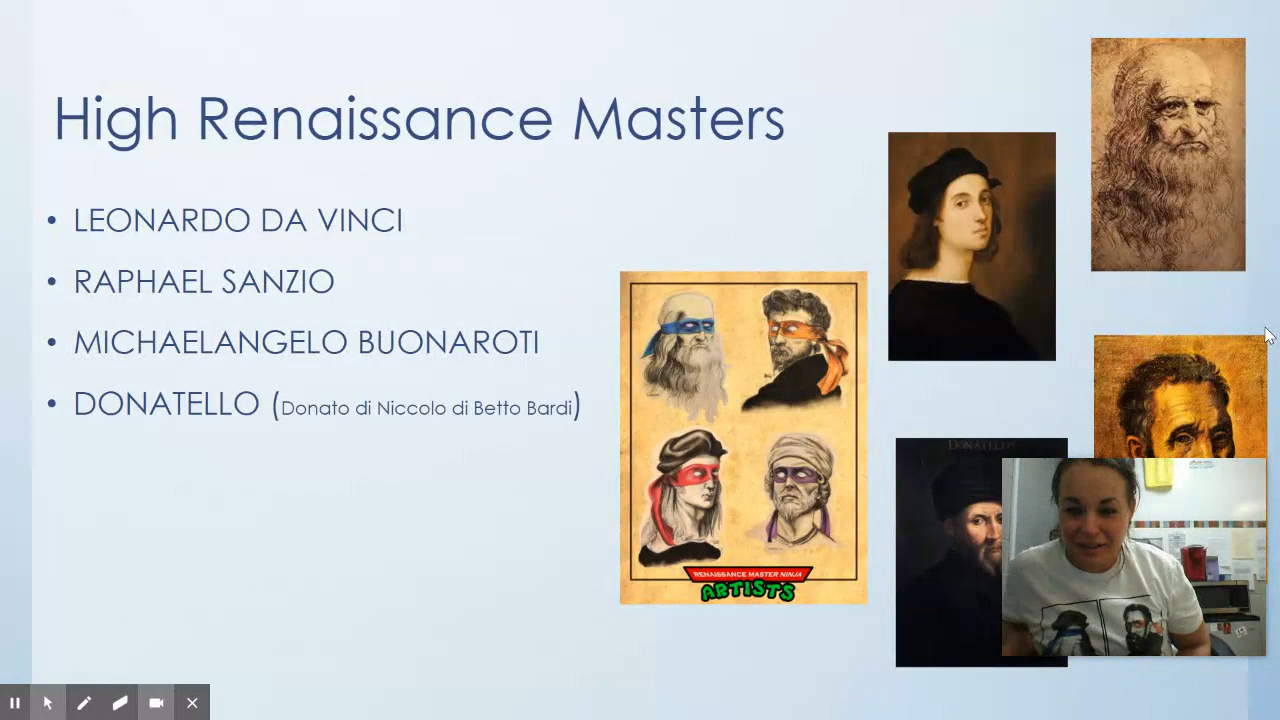 High Renaissance Masters
• LEONARDO DA VINCI
• RAPHAEL SANZIO
• MICHAELANGELO BUONAROTI
• DONATELLO (Donato di Niccolo di Betto Bardi)
DONATELLO
RENAISSANCE MASTER NINJA
ARTISTS